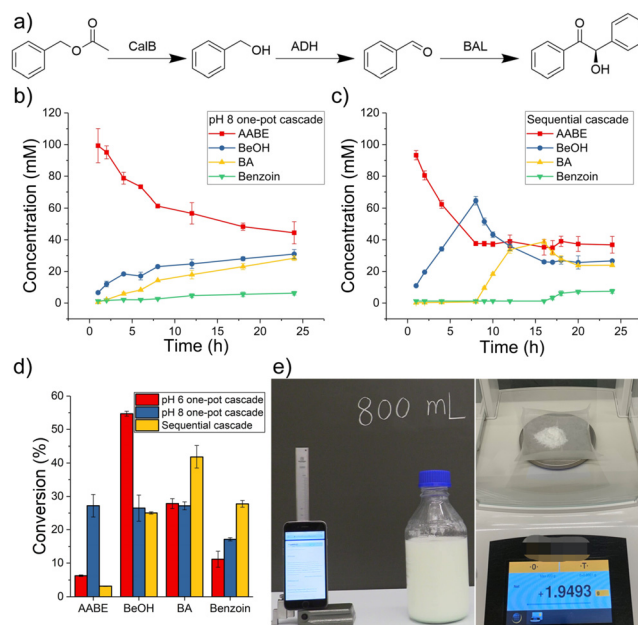 a)
O
O
CalB
OH
ADH
O
BAL
O
OH
b)
pH 8 one-pot cascade
AABE
BeOH
BA
Benzoin
Concentration (mM)
120
100
80
60
40
20
0
0 5 10 15 20 25
Time (h)
c)
Sequential cascade
AABE
BeOH
BA
Benzoin
Concentration (mM)
120
100
80
60
40
20
0
0 5 10 15 20 25
Time (h)
d)
pH 6 one-pot cascade
pH 8 one-pot cascade
Sequential cascade
Conversion (%)
60
50
40
30
20
10
0
AABE BeOH BA Benzoin
e)
800 mL
-0-
-T-
1.9493